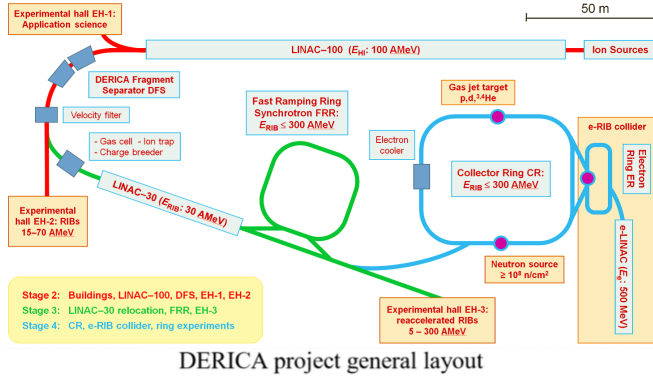 Experimental hall EH-1:
Application science
LINAC–100 (EHI: 100 AMeV)
Ion Sources
50 m
DERICA Fragment
Separator DFS
Velocity filter
- Gas cell - Ion trap
- Charge breeder
Fast Ramping Ring
Synchrotron FRR:
ERIB ≤ 300 AMeV
Gas jet target
p,d,3,4He
Electron
cooler
e-RIB collider
Electron
Ring ER
Collector Ring CR:
ERIB ≤ 300 AMeV
LINAC–30 (ERIB: 30 AMeV)
Experimental
hall EH-2: RIBs
15–70 AMeV
Neutron source
≥ 10⁹ n/cm²
e-LINAC (Ee: 500 MeV)
Experimental hall EH-3:
reaccelerated RIBs
5 – 300 AMeV
Stage 2: Buildings, LINAC–100, DFS, EH-1, EH-2
Stage 3: LINAC–30 relocation, FRR, EH-3
Stage 4: CR, e-RIB collider, ring experiments
DERICA project general layout